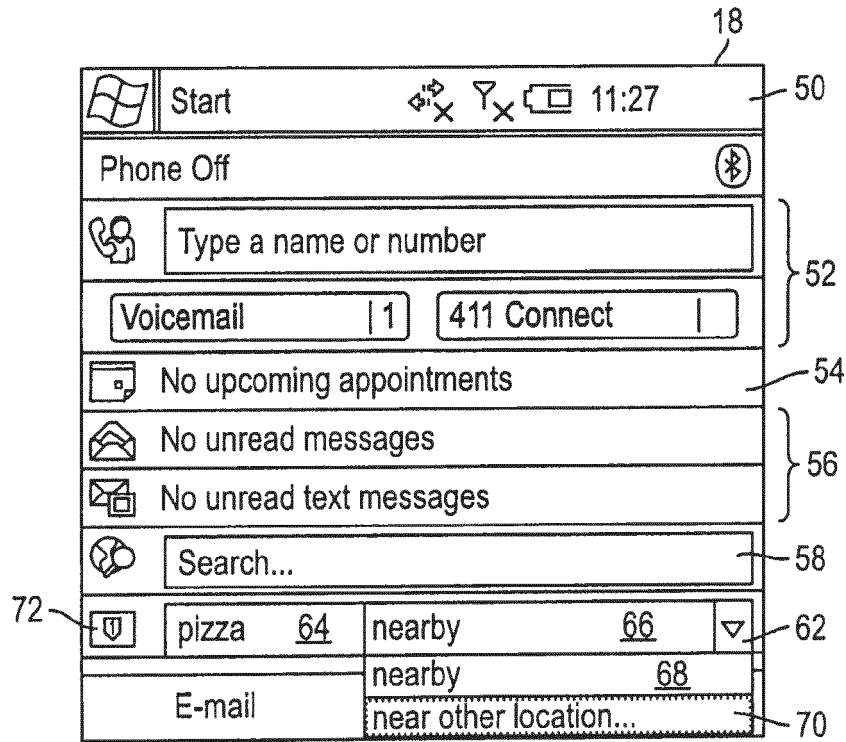 18
Start 11:27 50
Phone Off
Type a name or number
52
Voicemail 1 411 Connect
No upcoming appointments 54
No unread messages
56
No unread text messages
Search... 58
72 pizza 64 nearby 66 62
nearby 68
E-mail near other location... 70